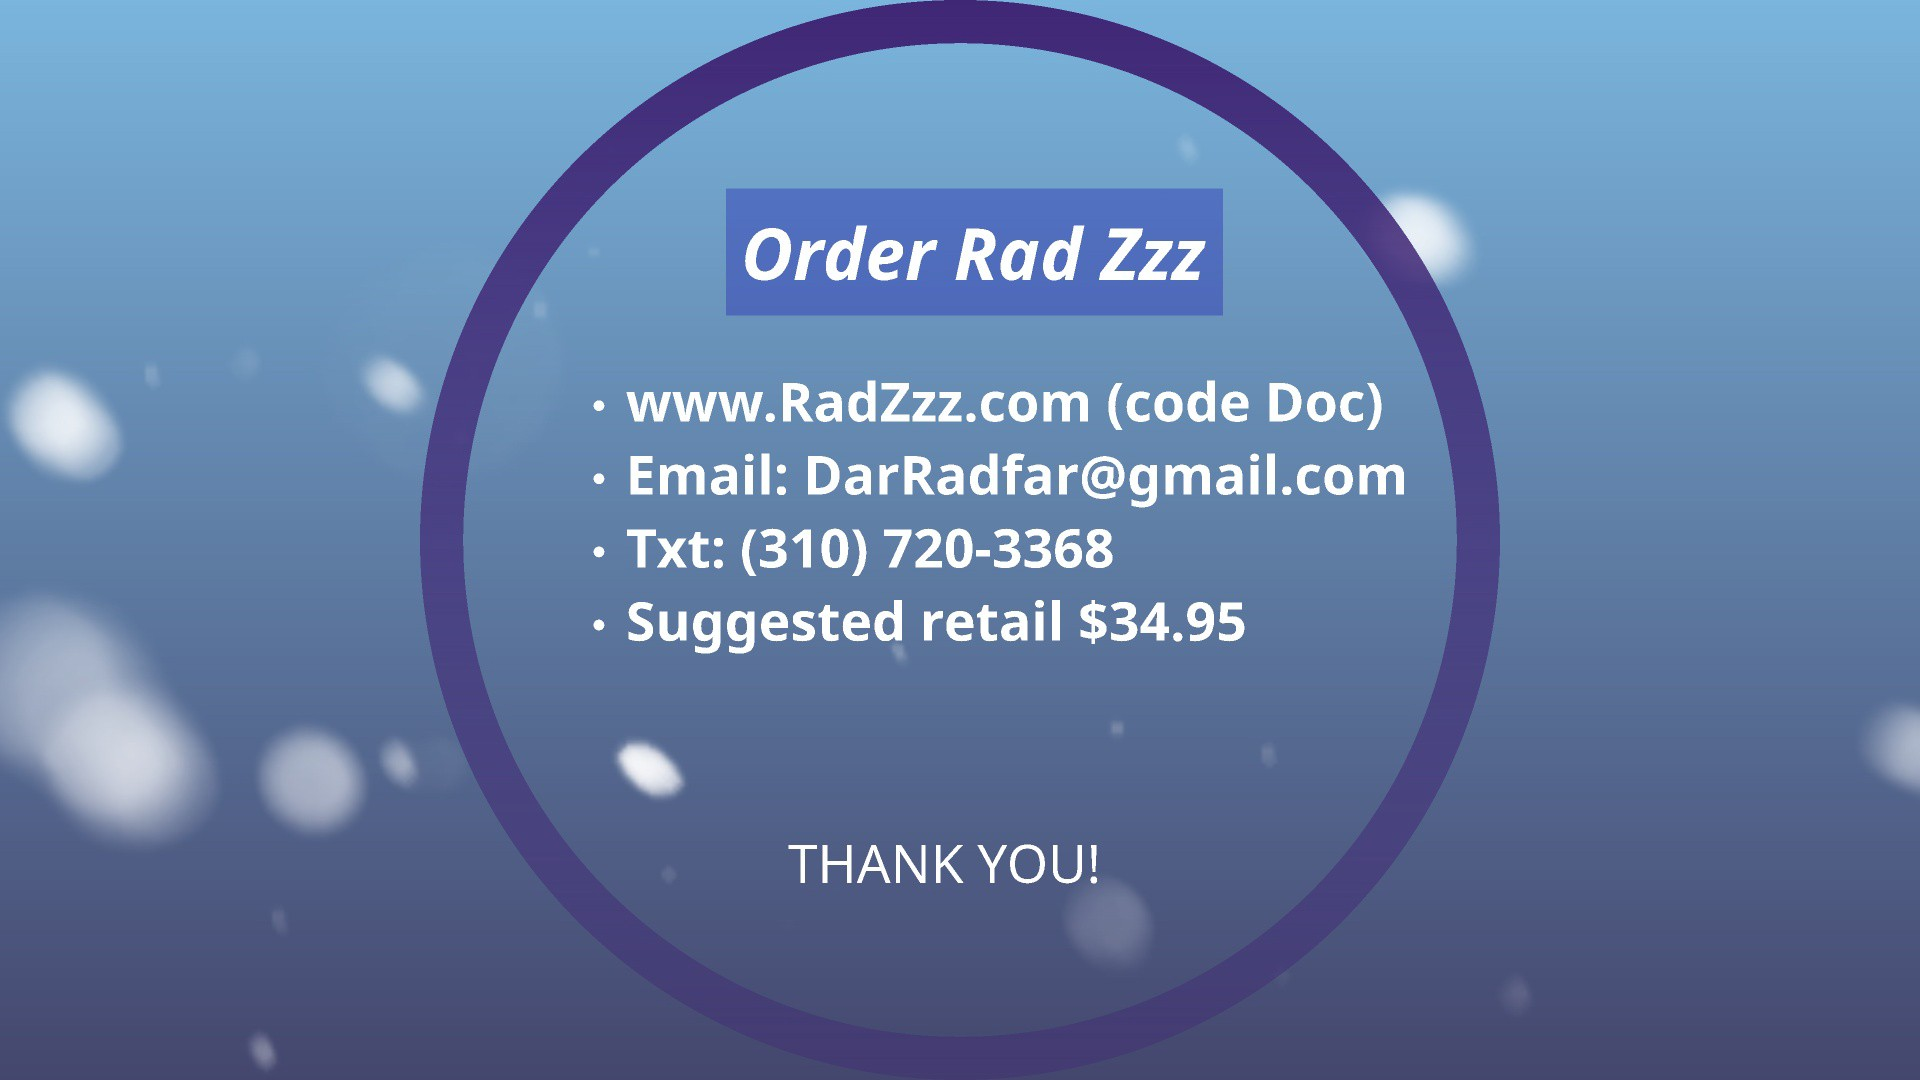 Order Rad Zzz
• www.RadZzz.com (code Doc)
• Email: DarRadfar@gmail.com
• Txt: (310) 720-3368
• Suggested retail $34.95
THANK YOU!